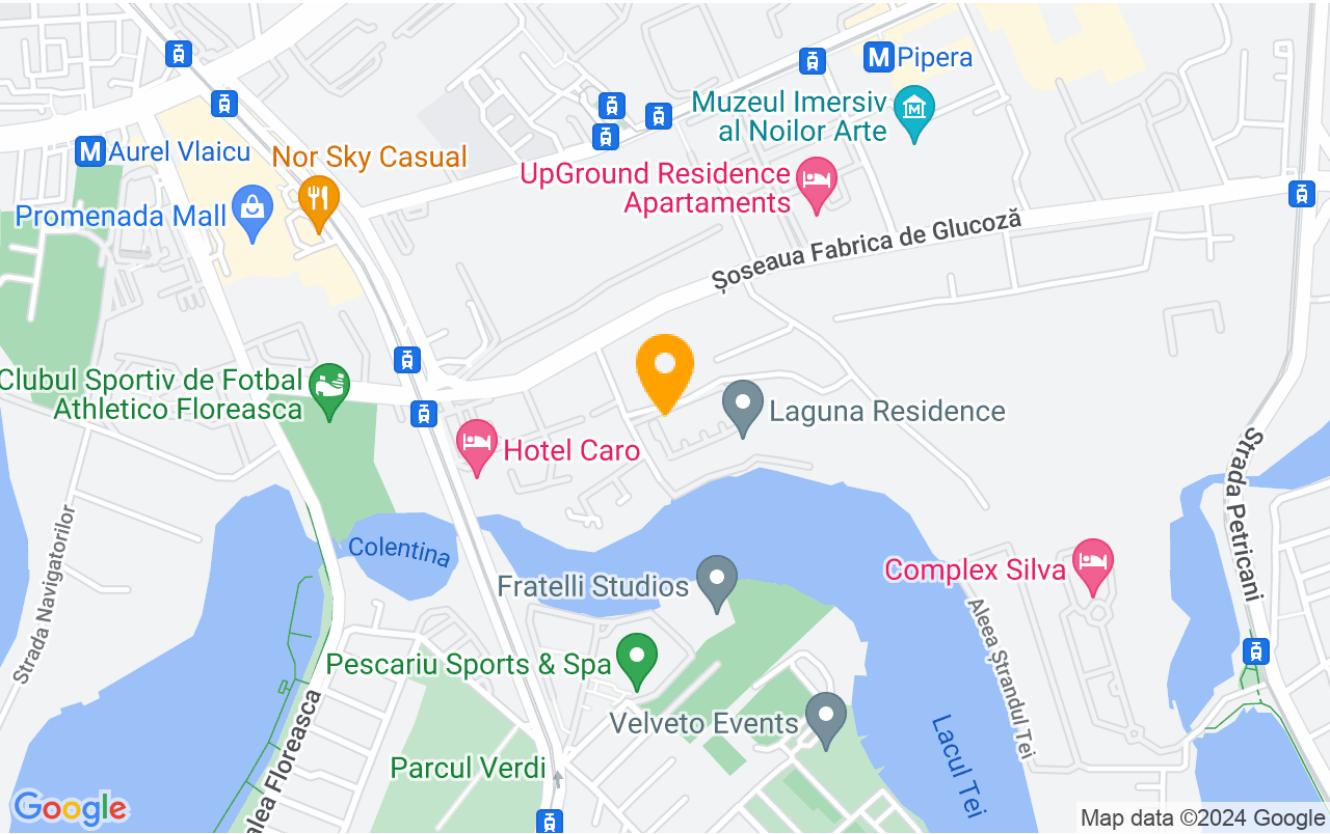 M Pipera
Muzeul Imersiv
al Noilor Arte
M Aurel Vlaicu
Nor Sky Casual
UpGround Residence
Apartaments
Promenada Mall
Șoseaua Fabrica de Glucoză
Clubul Sportiv de Fotbal
Athletico Floreasca
Laguna Residence
Hotel Caro
Strada Petricani
Strada Navigatorilor
Colentina
Complex Silva
Fratelli Studios
Aleea Ștrandul Tei
Pescariu Sports & Spa
Velveto Events
Lacul Tei
Parcul Verdi
alea Floreasca
Google
Map data ©2024 Google